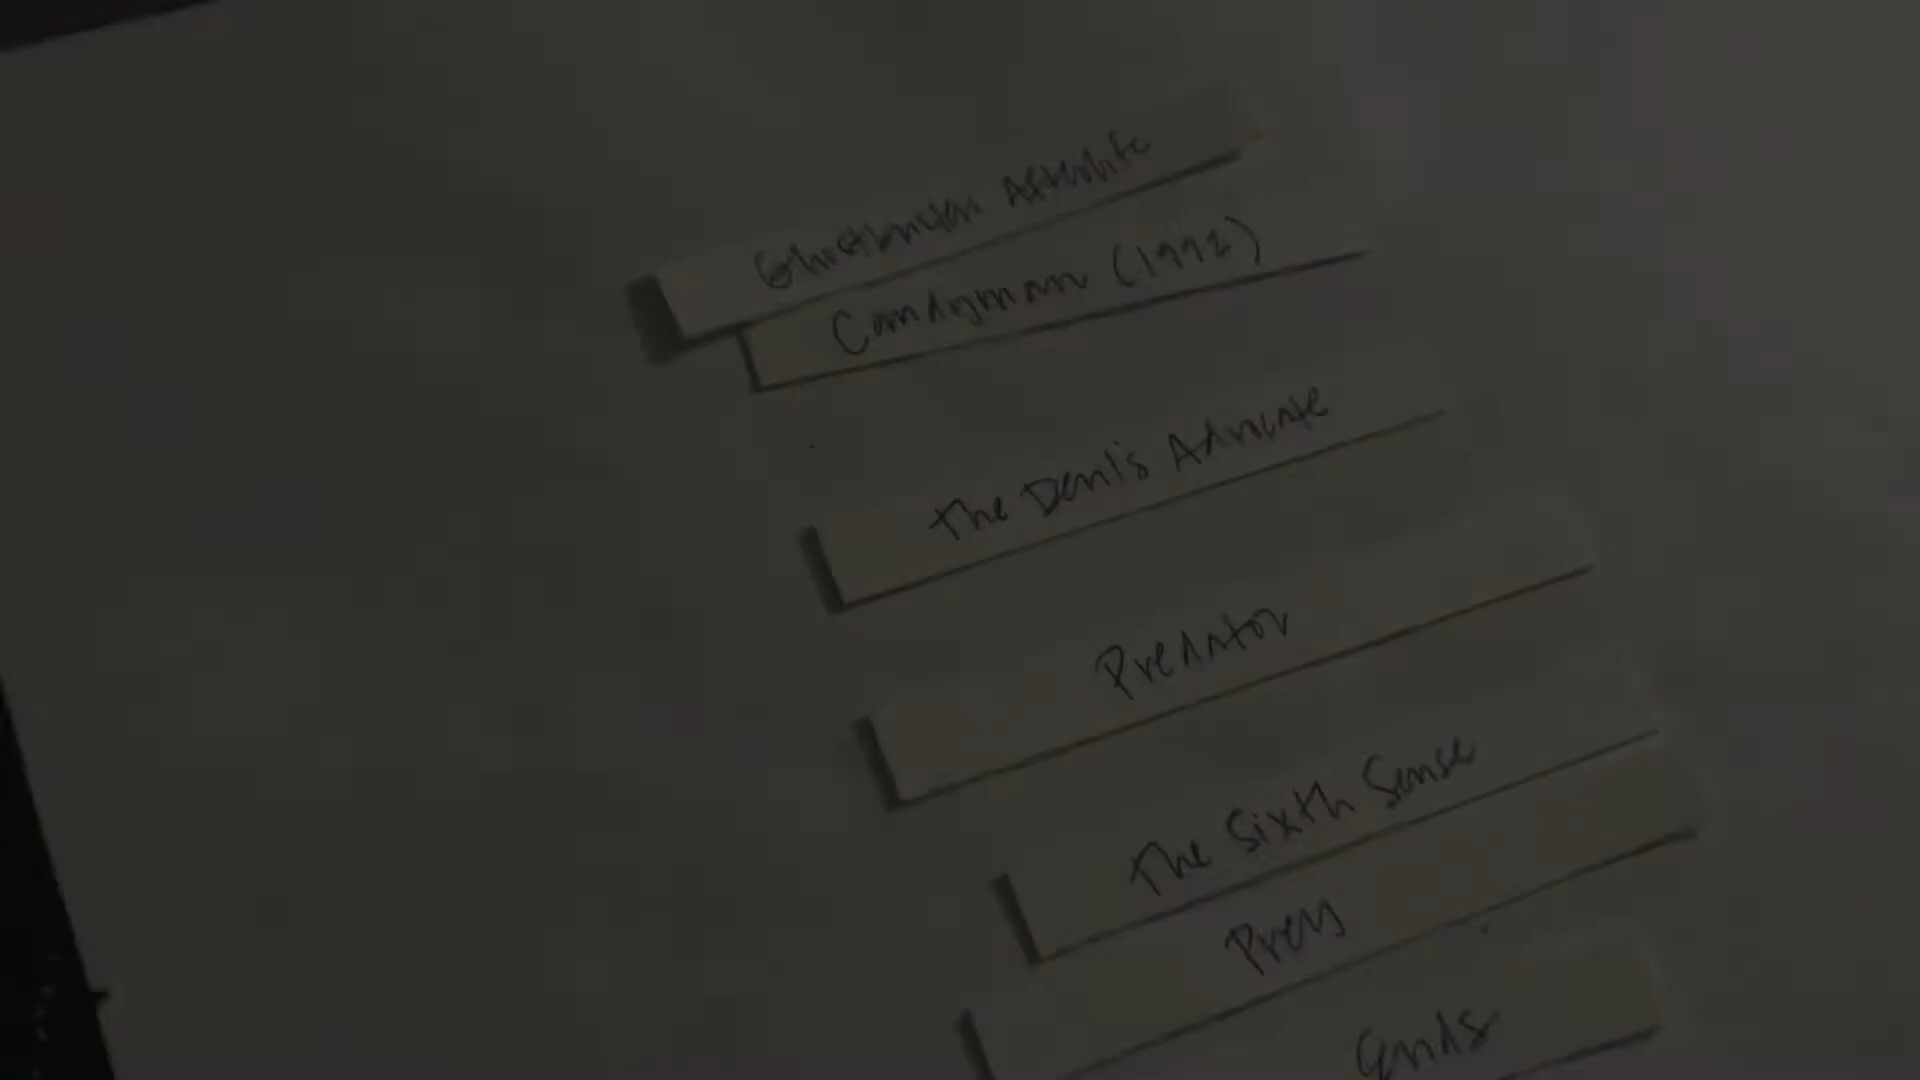 Ghostbusters Afterlife
Candyman (1992)
The Devil's Advocate
Predator
The Sixth Sense
Prey